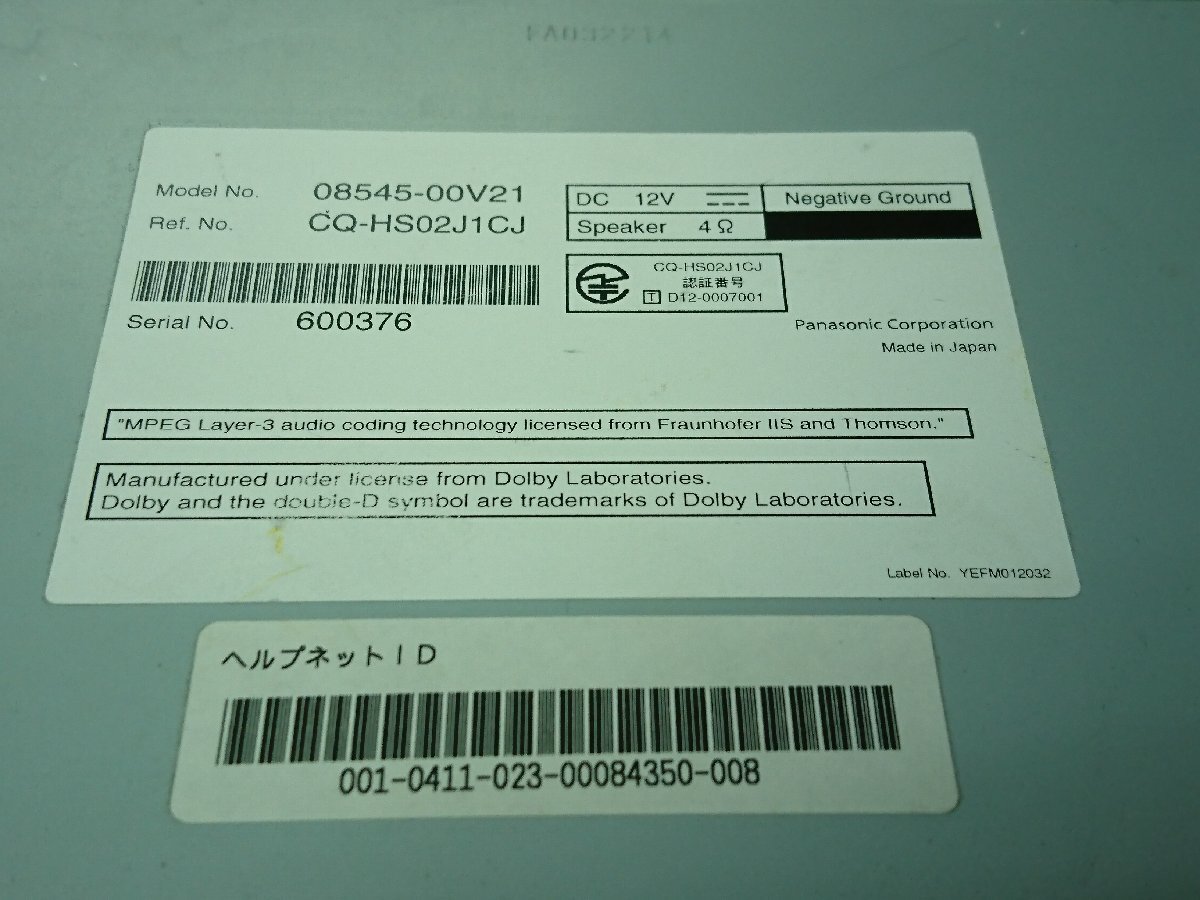 Model No. 08545-00V21
Ref. No. CQ-HS02J1CJ
Serial No. 600376
DC 12V
Negative Ground
Speaker 4Ω
CQ-HS02J1CJ
認証番号
T D12-0007001
Panasonic Corporation
Made in Japan
"MPEG Layer-3 audio coding technology licensed from Fraunhofer IIS and Thomson."
Manufactured under license from Dolby Laboratories.
Dolby and the double-D symbol are trademarks of Dolby Laboratories.
Label No. YEFM012032
ヘルプネットID
001-0411-023-00084350-008